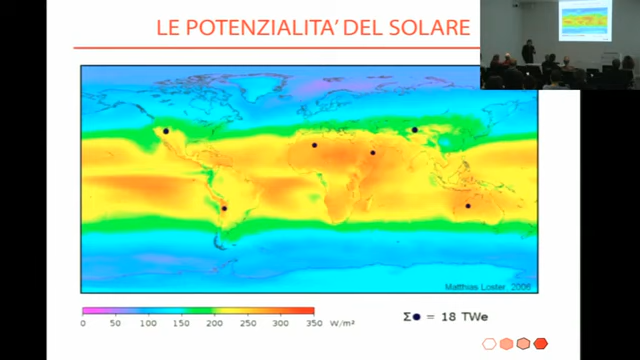 LE POTENZIALITA’ DEL SOLARE
Matthias Loster, 2006
0 50 100 150 200 250 300 350 W/m²
Σ● = 18 TWe